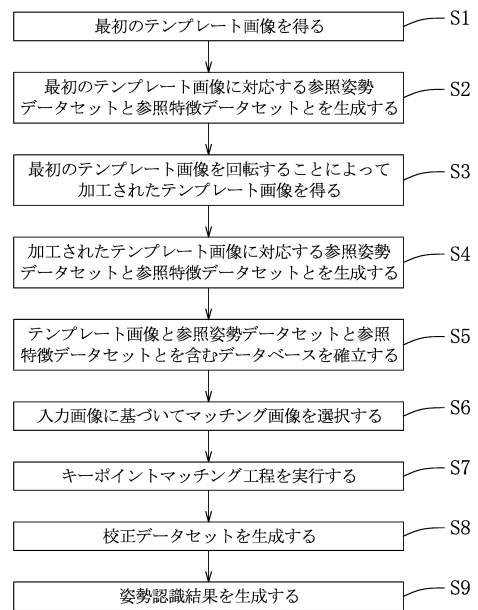 最初のテンプレート画像を得る
S1
最初のテンプレート画像に対応する参照姿勢
データセットと参照特徴データセットとを生成する
S2
最初のテンプレート画像を回転することによって
加工されたテンプレート画像を得る
S3
加工されたテンプレート画像に対応する参照姿勢
データセットと参照特徴データセットとを生成する
S4
テンプレート画像と参照姿勢データセットと参照
特徴データセットとを含むデータベースを確立する
S5
入力画像に基づいてマッチング画像を選択する
S6
キーポイントマッチング工程を実行する
S7
校正データセットを生成する
S8
姿勢認識結果を生成する
S9